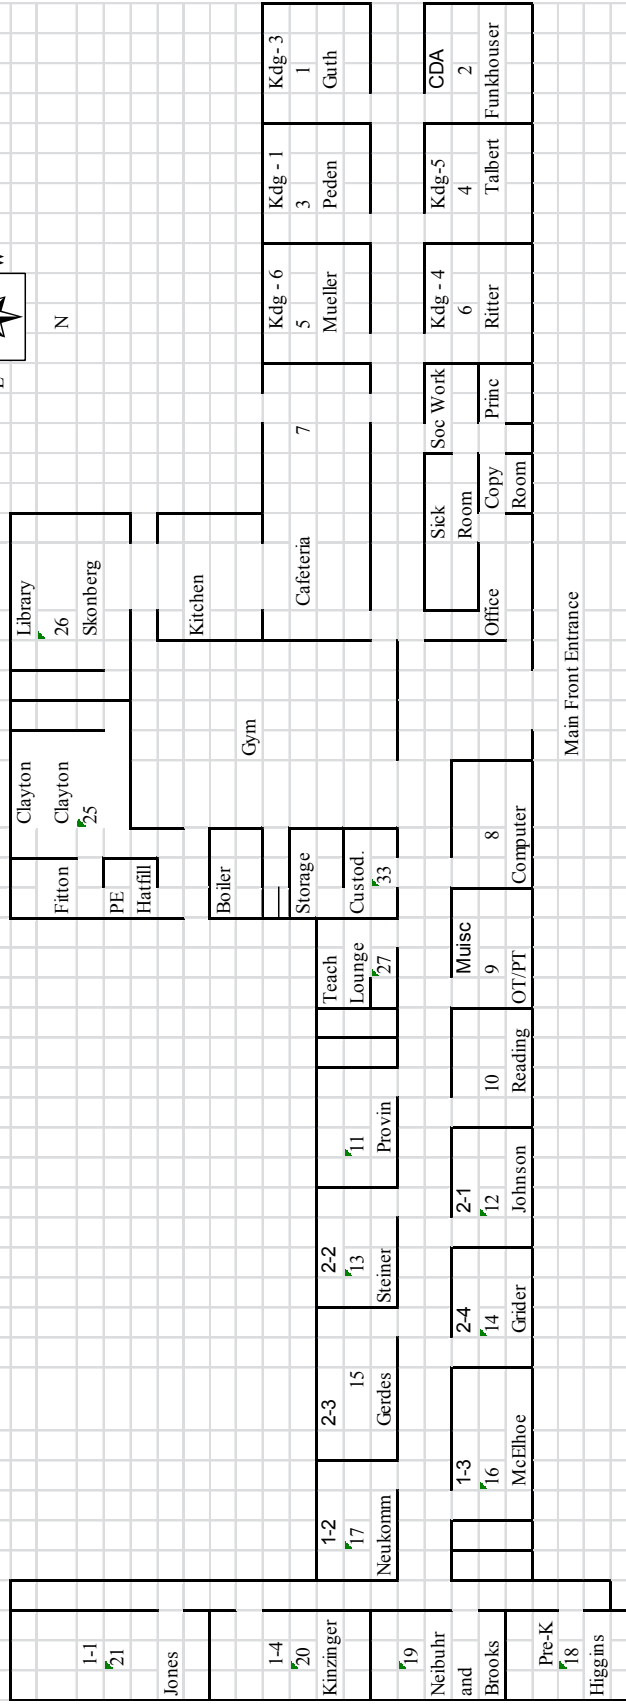 N
Library
26
Skonberg
Clayton
Clayton
25
Fitton
PE
Hatfill
Kitchen
Gym
Boiler
Storage
Custod.
33
Cafeteria
7
Kdg - 6
5
Mueller
Kdg - 1
3
Peden
Kdg- 3
1
Guth
1-1
21
Jones
1-4
20
Kinzinger
19
Neibuhr
and
Brooks
Pre-K
18
Higgins
1-2
17
Neukomm
2-3
15
Gerdes
2-2
13
Steiner
11
Provin
Teach
Lounge
27
1-3
16
McElhoe
2-4
14
Grider
2-1
12
Johnson
10
Reading
Muisc
9
OT/PT
8
Computer
Office
Sick
Room
Copy
Room
Soc Work
Princ
Kdg - 4
6
Ritter
Kdg-5
4
Talbert
CDA
2
Funkhouser
Main Front Entrance